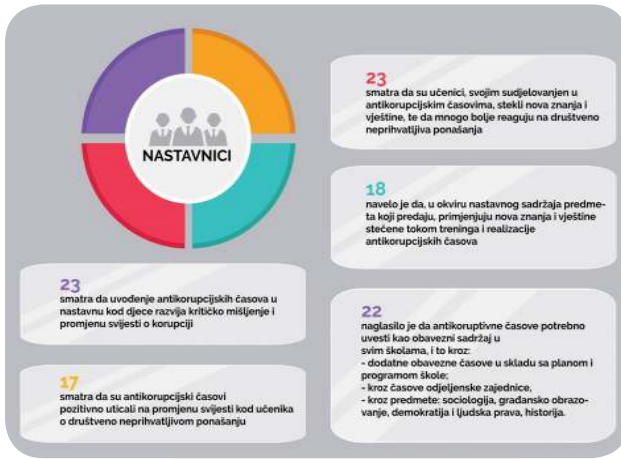 NASTAVNICI
23
smatra da uvođenje antikorupcijskih časova u
nastavnu kod djece razvija kritičko mišljenje i
promjenu svijesti o korupciji
17
smatra da su antikorupcijski časovi
pozitivno uticali na promjenu svijesti kod učenika
o društveno neprihvatljivom ponašanju
23
smatra da su učenici, svojim sudjelovanjen u
antikorupcijskim časovima, stekli nova znanja i
vještine, te da mnogo bolje reaguju na društveno
neprihvatljiva ponašanja
18
navelo je da, u okviru nastavnog sadržaja predme-
ta koji predaju, primjenjuju nova znanja i vještine
stečene tokom treninga i realizacije
antikorupcijskih časova
22
naglasilo je da antikoruptivne časove potrebno
uvesti kao obavezni sadržaj u
svim školama, i to kroz:
- dodatne obavezne časove u skladu sa planom i
programom škole;
- kroz časove odjeljenske zajednice,
- kroz predmete: sociologija, građansko obrazo-
vanje, demokratija i ljudska prava, historija.